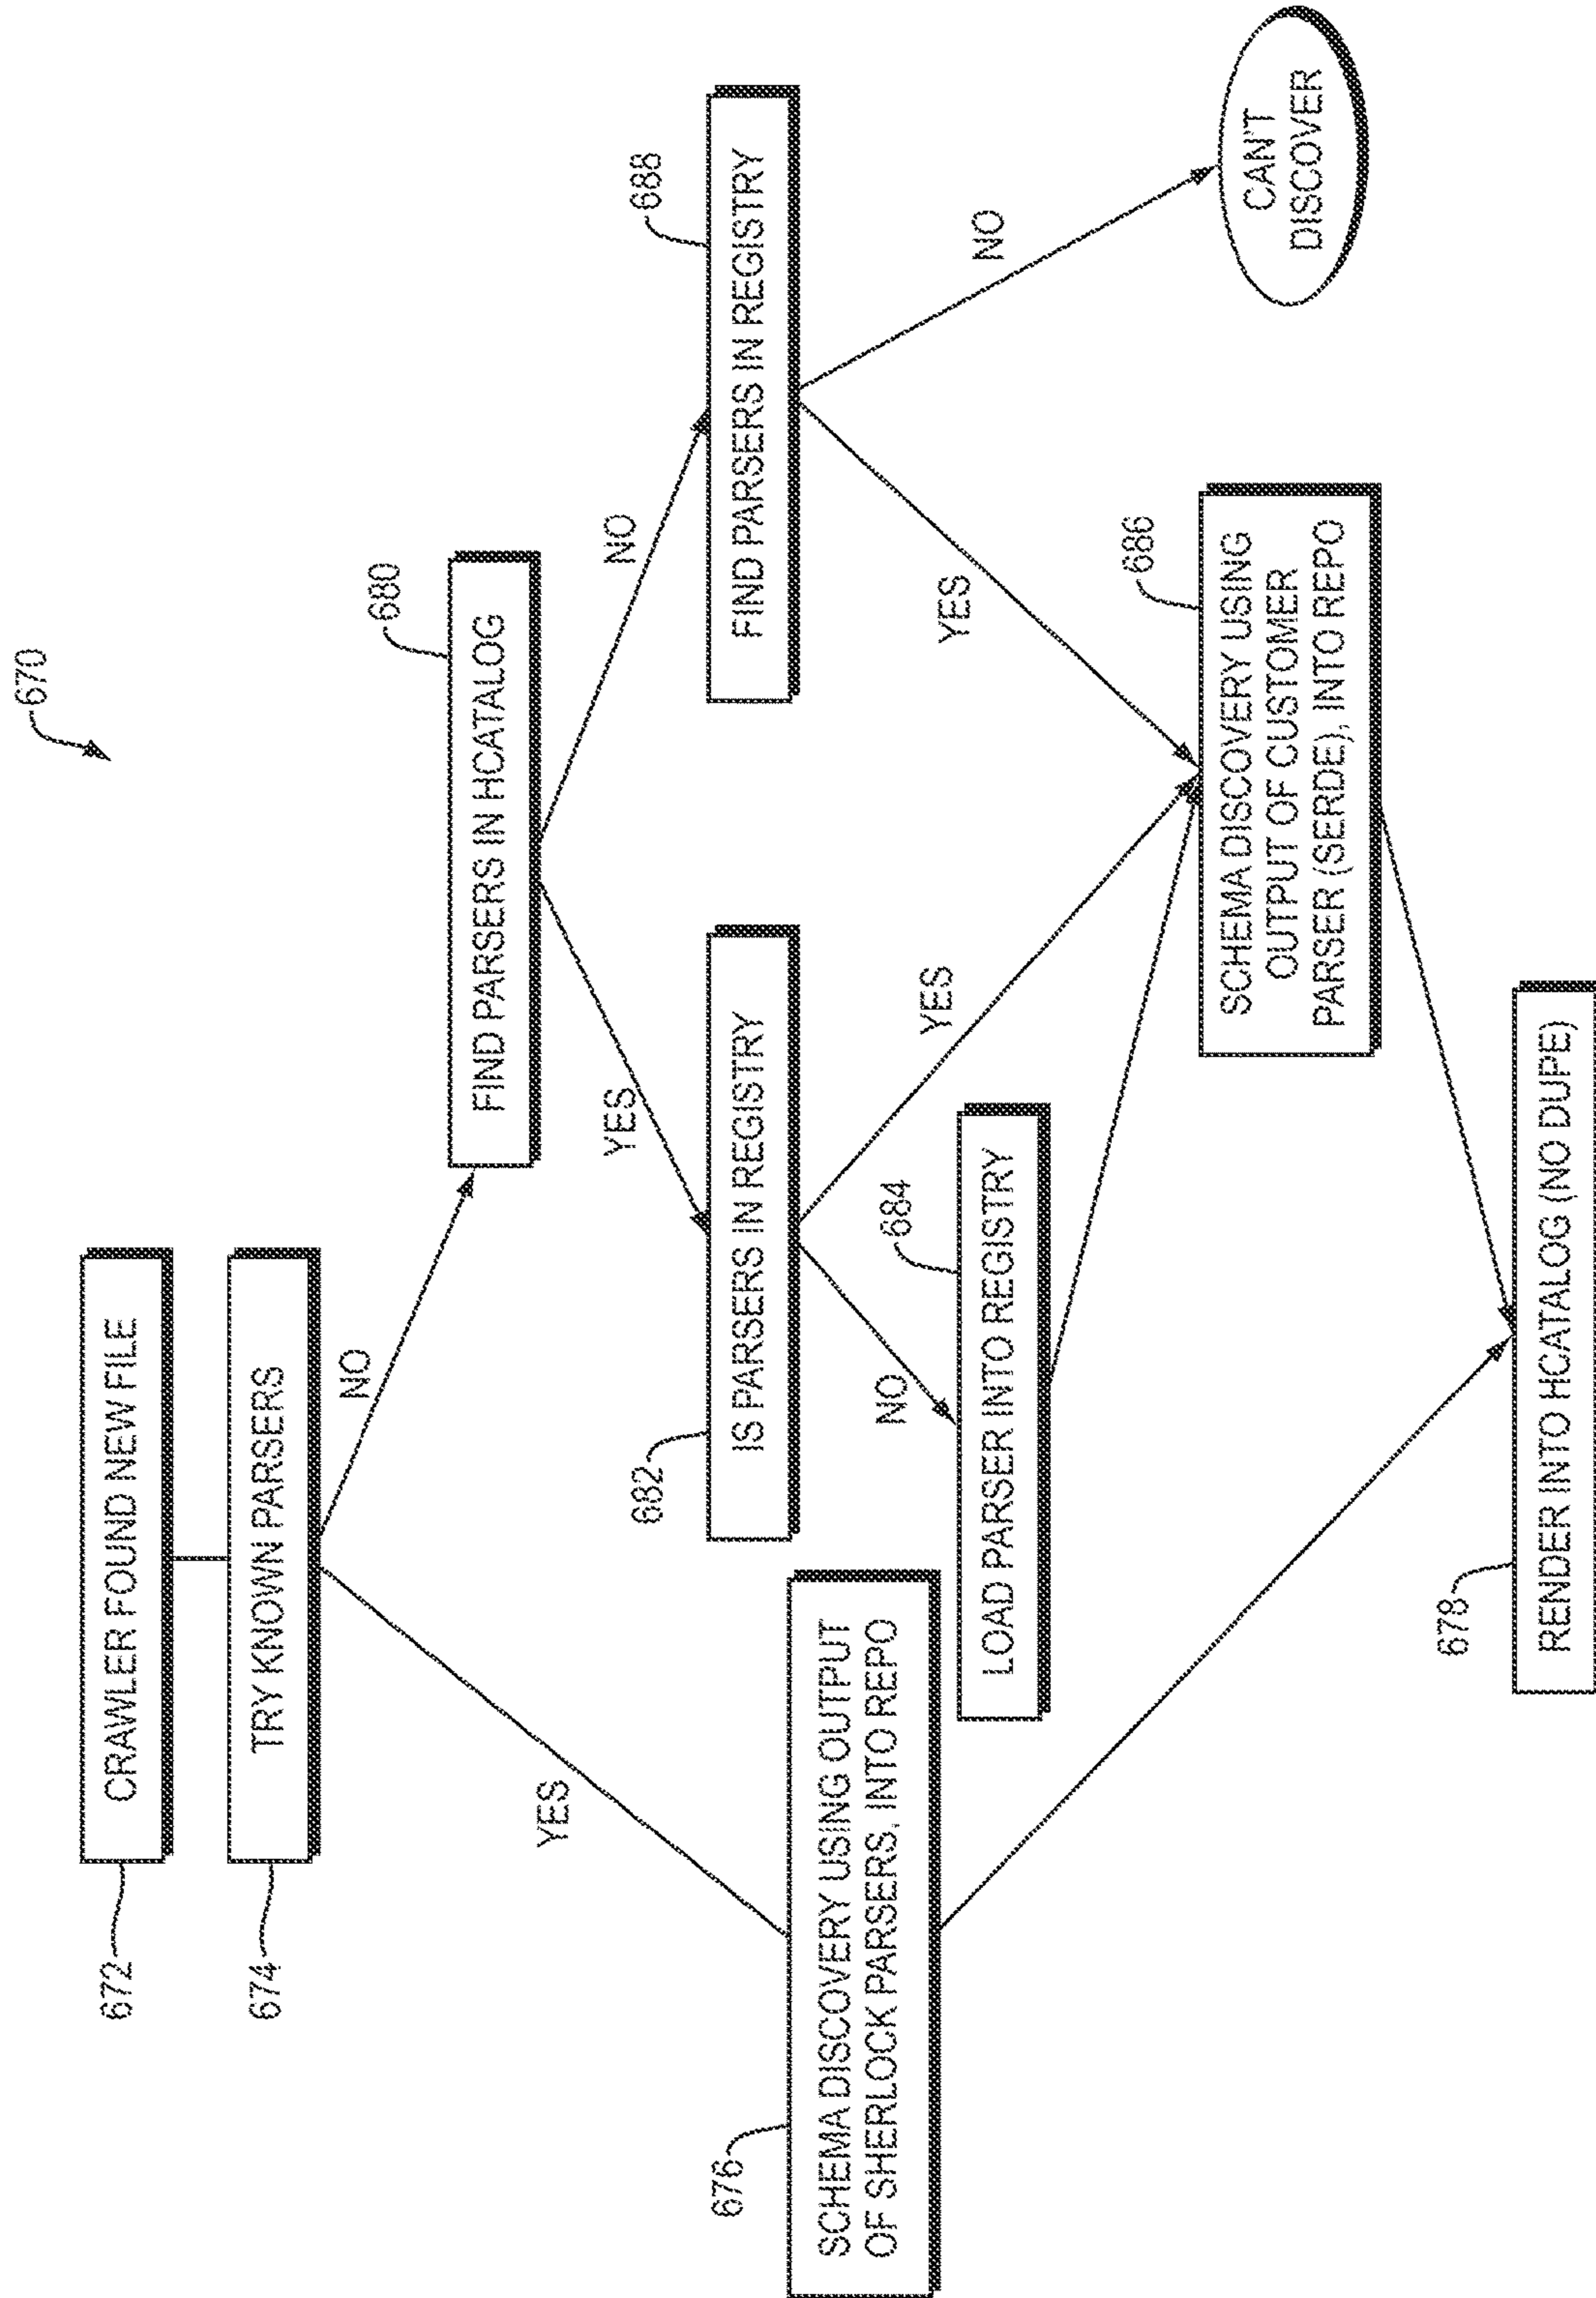 670
672
CRAWLER FOUND NEW FILE
674
TRY KNOWN PARSERS
NO
680
FIND PARSERS IN HCATALOG
YES
YES
NO
682
IS PARSERS IN REGISTRY
688
FIND PARSERS IN REGISTRY
676
SCHEMA DISCOVERY USING OUTPUT
OF SHERLOCK PARSERS, INTO REPO
NO
684
YES
YES
NO
LOAD PARSER INTO REGISTRY
686
SCHEMA DISCOVERY USING
OUTPUT OF CUSTOMER
PARSER (SERDE), INTO REPO
CAN'T
DISCOVER
678
RENDER INTO HCATALOG (NO DUPE)